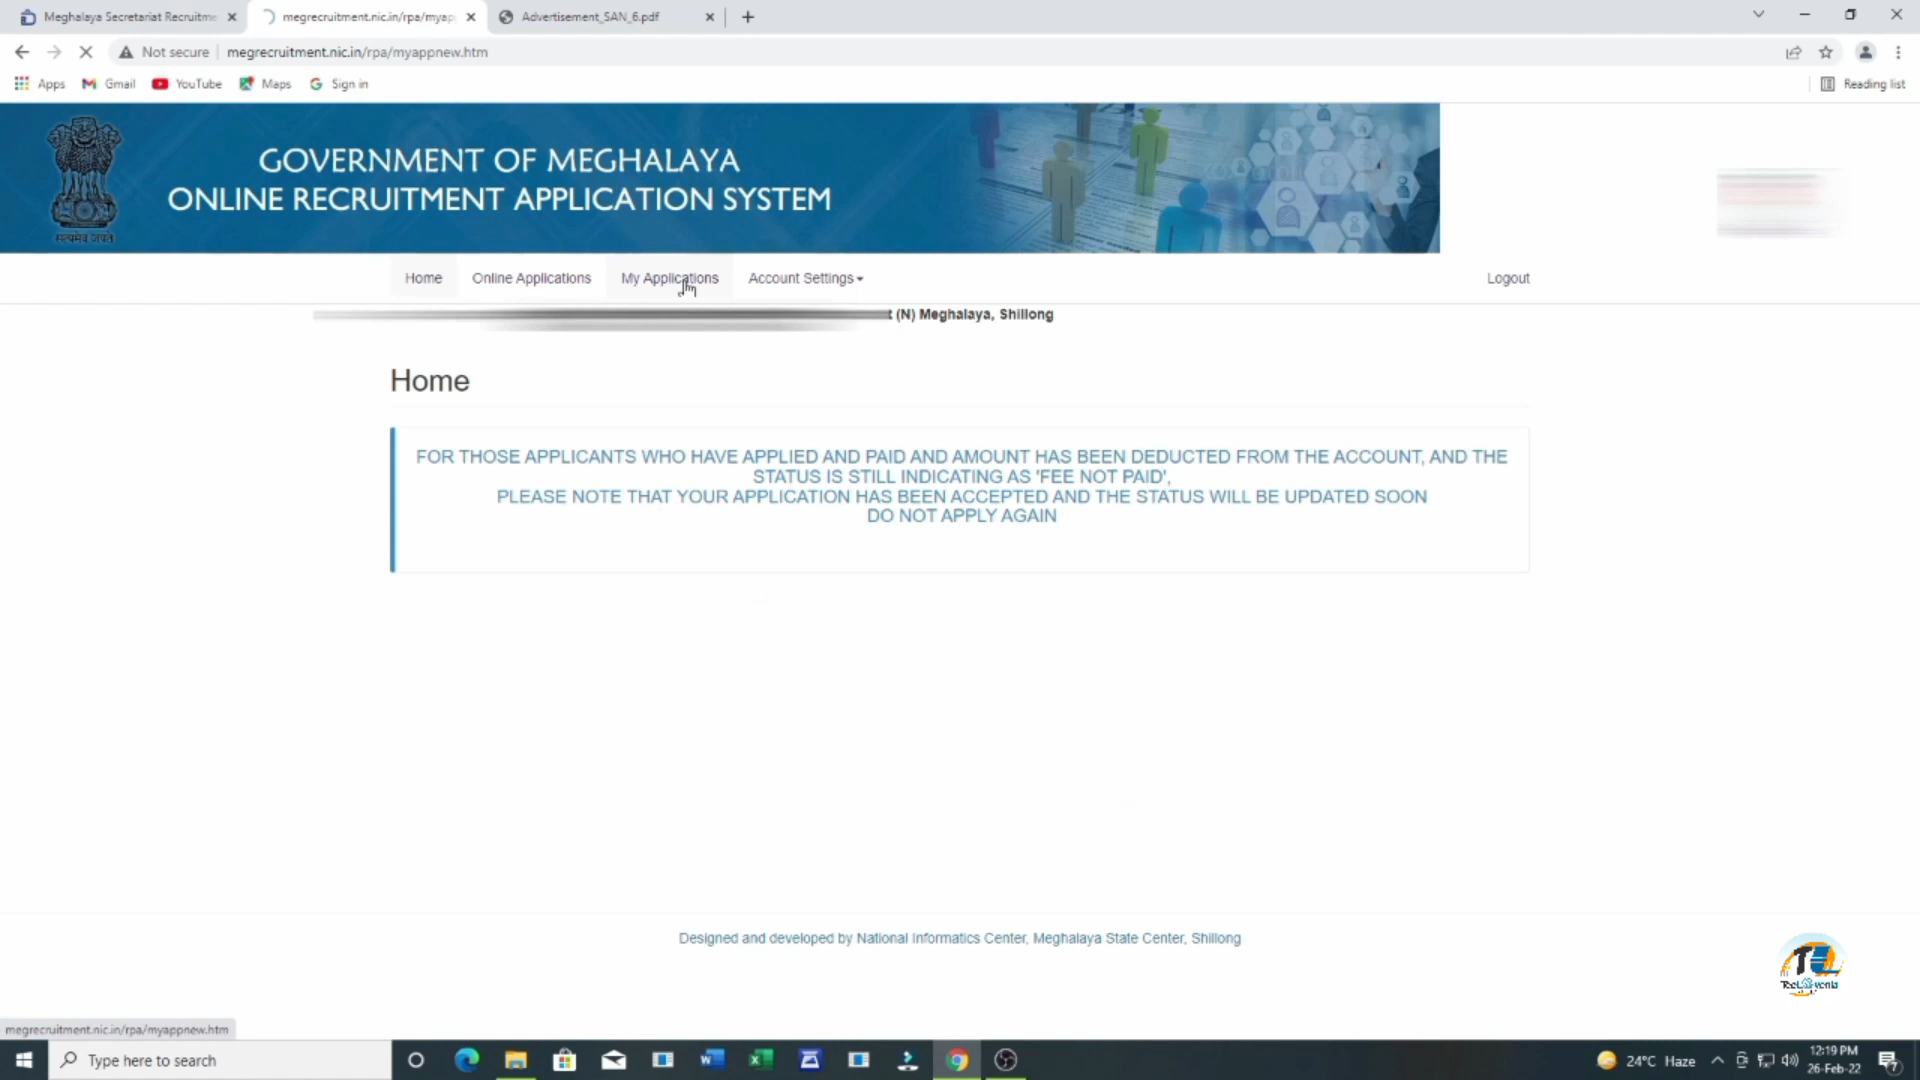 Meghalaya Secretariat Recruitme
megrecruitment.nic.in/rpa/myap
Advertisement_SAN_6.pdf
Not secure
megrecruitment.nic.in/rpa/myappnew.htm
Apps
Gmail
YouTube
Maps
Sign in
Reading list
सत्यमेव जयते
GOVERNMENT OF MEGHALAYA
ONLINE RECRUITMENT APPLICATION SYSTEM
Home
Online Applications
My Applications
Account Settings
Logout
(N) Meghalaya, Shillong
Home
FOR THOSE APPLICANTS WHO HAVE APPLIED AND PAID AND AMOUNT HAS BEEN DEDUCTED FROM THE ACCOUNT, AND THE
STATUS IS STILL INDICATING AS 'FEE NOT PAID',
PLEASE NOTE THAT YOUR APPLICATION HAS BEEN ACCEPTED AND THE STATUS WILL BE UPDATED SOON
DO NOT APPLY AGAIN
Designed and developed by National Informatics Center, Meghalaya State Center, Shillong
megrecruitment.nic.in/rpa/myappnew.htm
Type here to search
24°C Haze
12:19 PM
26-Feb-22
7